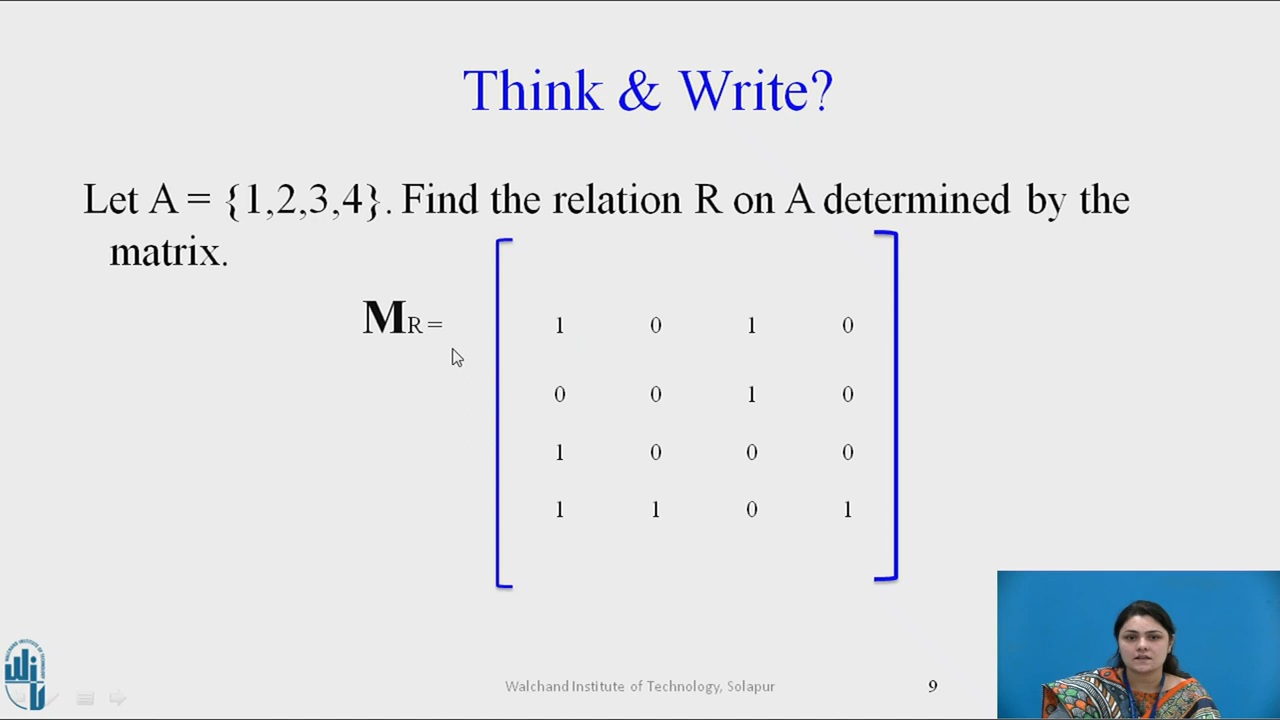 Think & Write?
Let A = {1,2,3,4}. Find the relation R on A determined by the
matrix.
MR =
1 0 1 0
0 0 1 0
1 0 0 0
1 1 0 1
Walchand Institute of Technology, Solapur
9